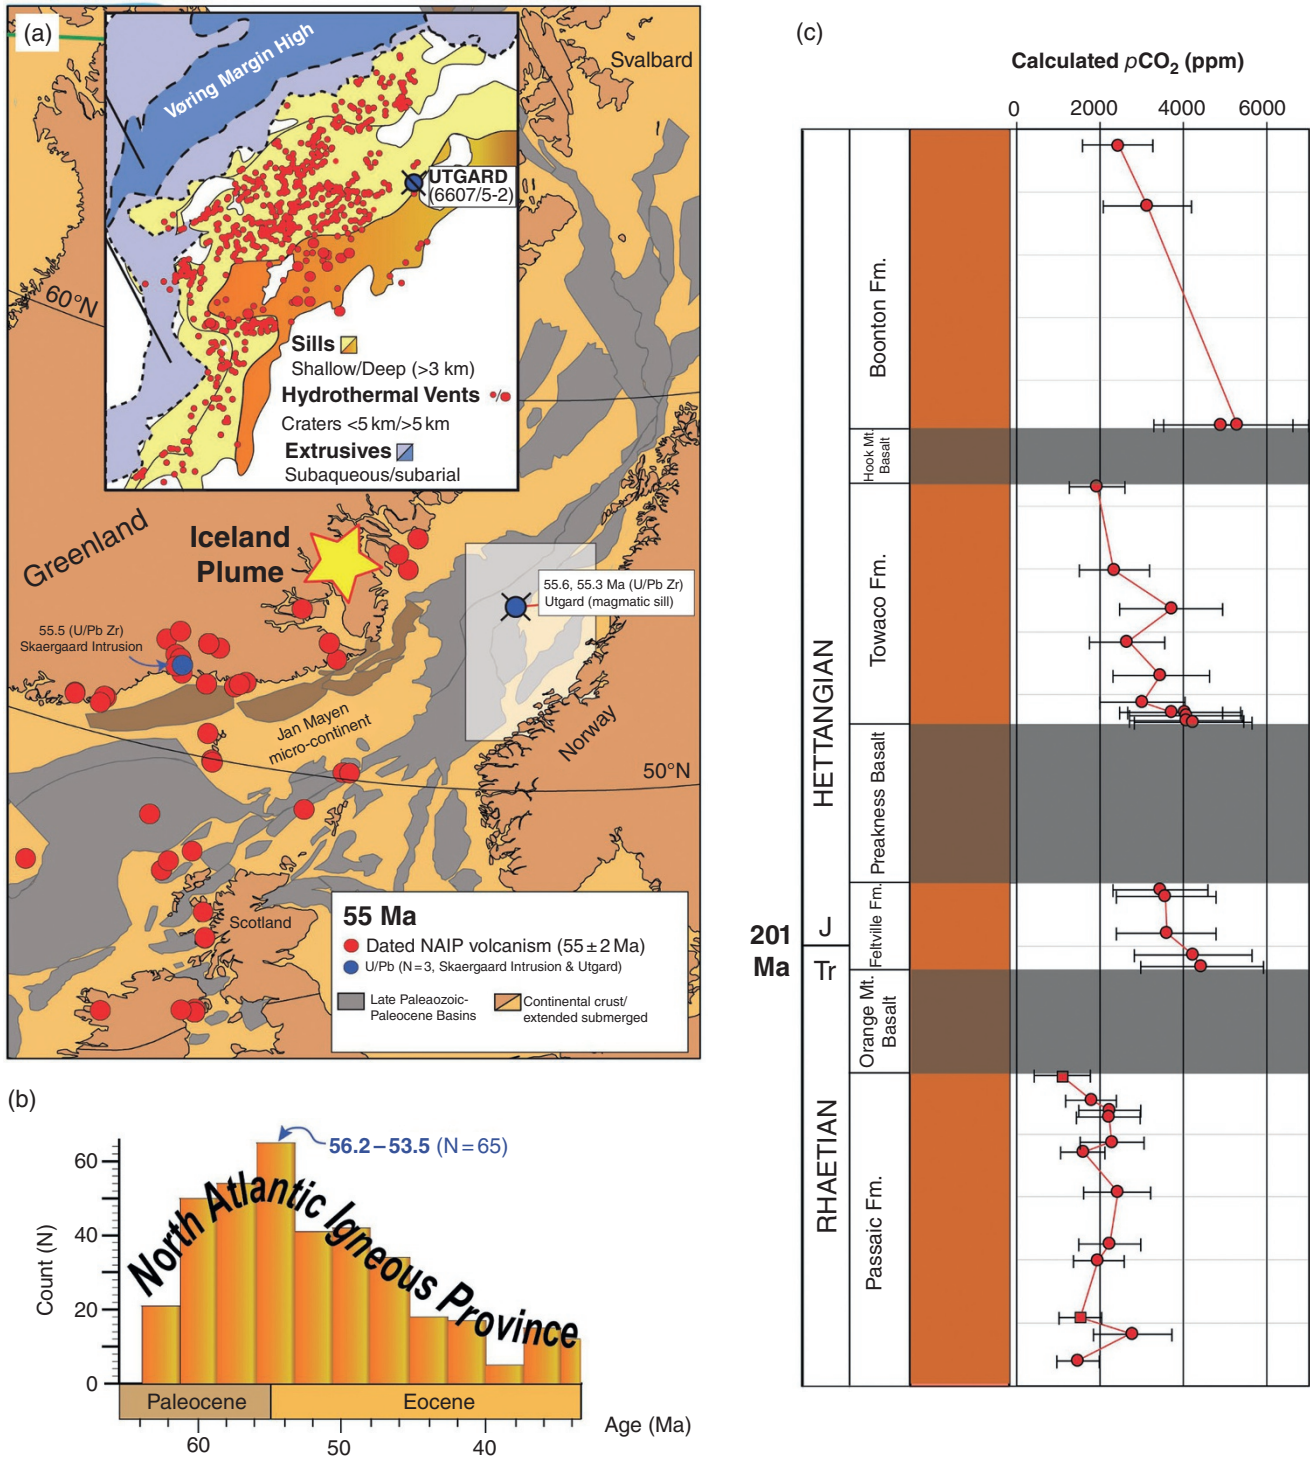 (a)
Vøring Margin High
Svalbard
UTGARD
(6607/5-2)
60°N
Sills
Shallow/Deep (>3 km)
Hydrothermal Vents
Craters <5 km/>5 km
Extrusives
Subaqueous/subarial
Greenland
Iceland
Plume
55.6, 55.3 Ma (U/Pb Zr)
Utgard (magmatic sill)
55.5 (U/Pb Zr)
Skaergaard Intrusion
Jan Mayen
micro-continent
Norway
50°N
Scotland
55 Ma
Dated NAIP volcanism (55 ± 2 Ma)
U/Pb (N = 3, Skaergaard Intrusion & Utgard)
Late Paleaozoic-
Paleocene Basins
Continental crust/
extended submerged
(b)
56.2 – 53.5 (N = 65)
North Atlantic Igneous Province
Count (N)
60
40
20
0
Paleocene
Eocene
60
50
40
Age (Ma)
(c)
Calculated pCO2 (ppm)
0
2000
4000
6000
Boonton Fm.
Hook Mt.
Basalt
Towaco Fm.
HETTANGIAN
Preakness Basalt
Feltville Fm.
J
201
Ma
Tr
Orange Mt.
Basalt
RHAETIAN
Passaic Fm.